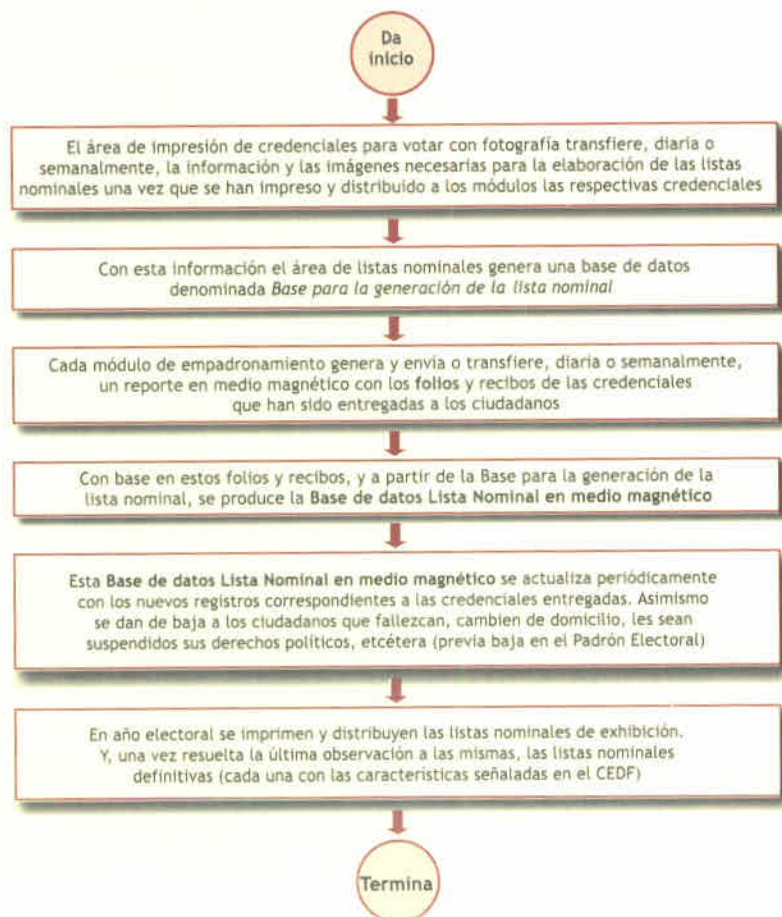 Da
inicio
El área de impresión de credenciales para votar con fotografía transfiere, diaria o
semanalmente, la información y las imágenes necesarias para la elaboración de las listas
nominales una vez que se han impreso y distribuido a los módulos las respectivas credenciales
Con esta información el área de listas nominales genera una base de datos
denominada Base para la generación de la lista nominal
Cada módulo de empadronamiento genera y envía o transfiere, diaria o semanalmente,
un reporte en medio magnético con los folios y recibos de las credenciales
que han sido entregadas a los ciudadanos
Con base en estos folios y recibos, y a partir de la Base para la generación de la
lista nominal, se produce la Base de datos Lista Nominal en medio magnético
Esta Base de datos Lista Nominal en medio magnético se actualiza periódicamente
con los nuevos registros correspondientes a las credenciales entregadas. Asimismo
se dan de baja a los ciudadanos que fallezcan, cambien de domicilio, les sean
suspendidos sus derechos políticos, etcétera (previa baja en el Padrón Electoral)
En año electoral se imprimen y distribuyen las listas nominales de exhibición.
Y, una vez resuelta la última observación a las mismas, las listas nominales
definitivas (cada una con las características señaladas en el CEDF)
Termina